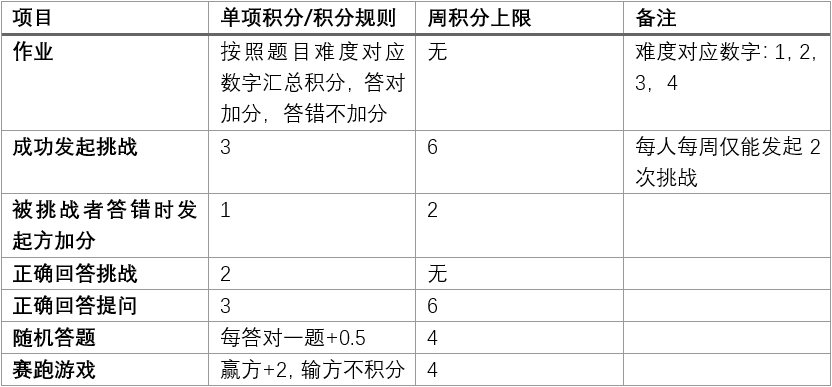 项目 单项积分/积分规则 周积分上限 备注
作业 按照题目难度对应 无 难度对应数字：1，2，
数字汇总积分，答对 3，4
加分，答错不加分
成功发起挑战 3 6 每人每周仅能发起 2
次挑战
被挑战者答错时发 1 2
起方加分
正确回答挑战 2 无
正确回答提问 3 6
随机答题 每答对一题+0.5 4
赛跑游戏 赢方+2，输方不积分 4